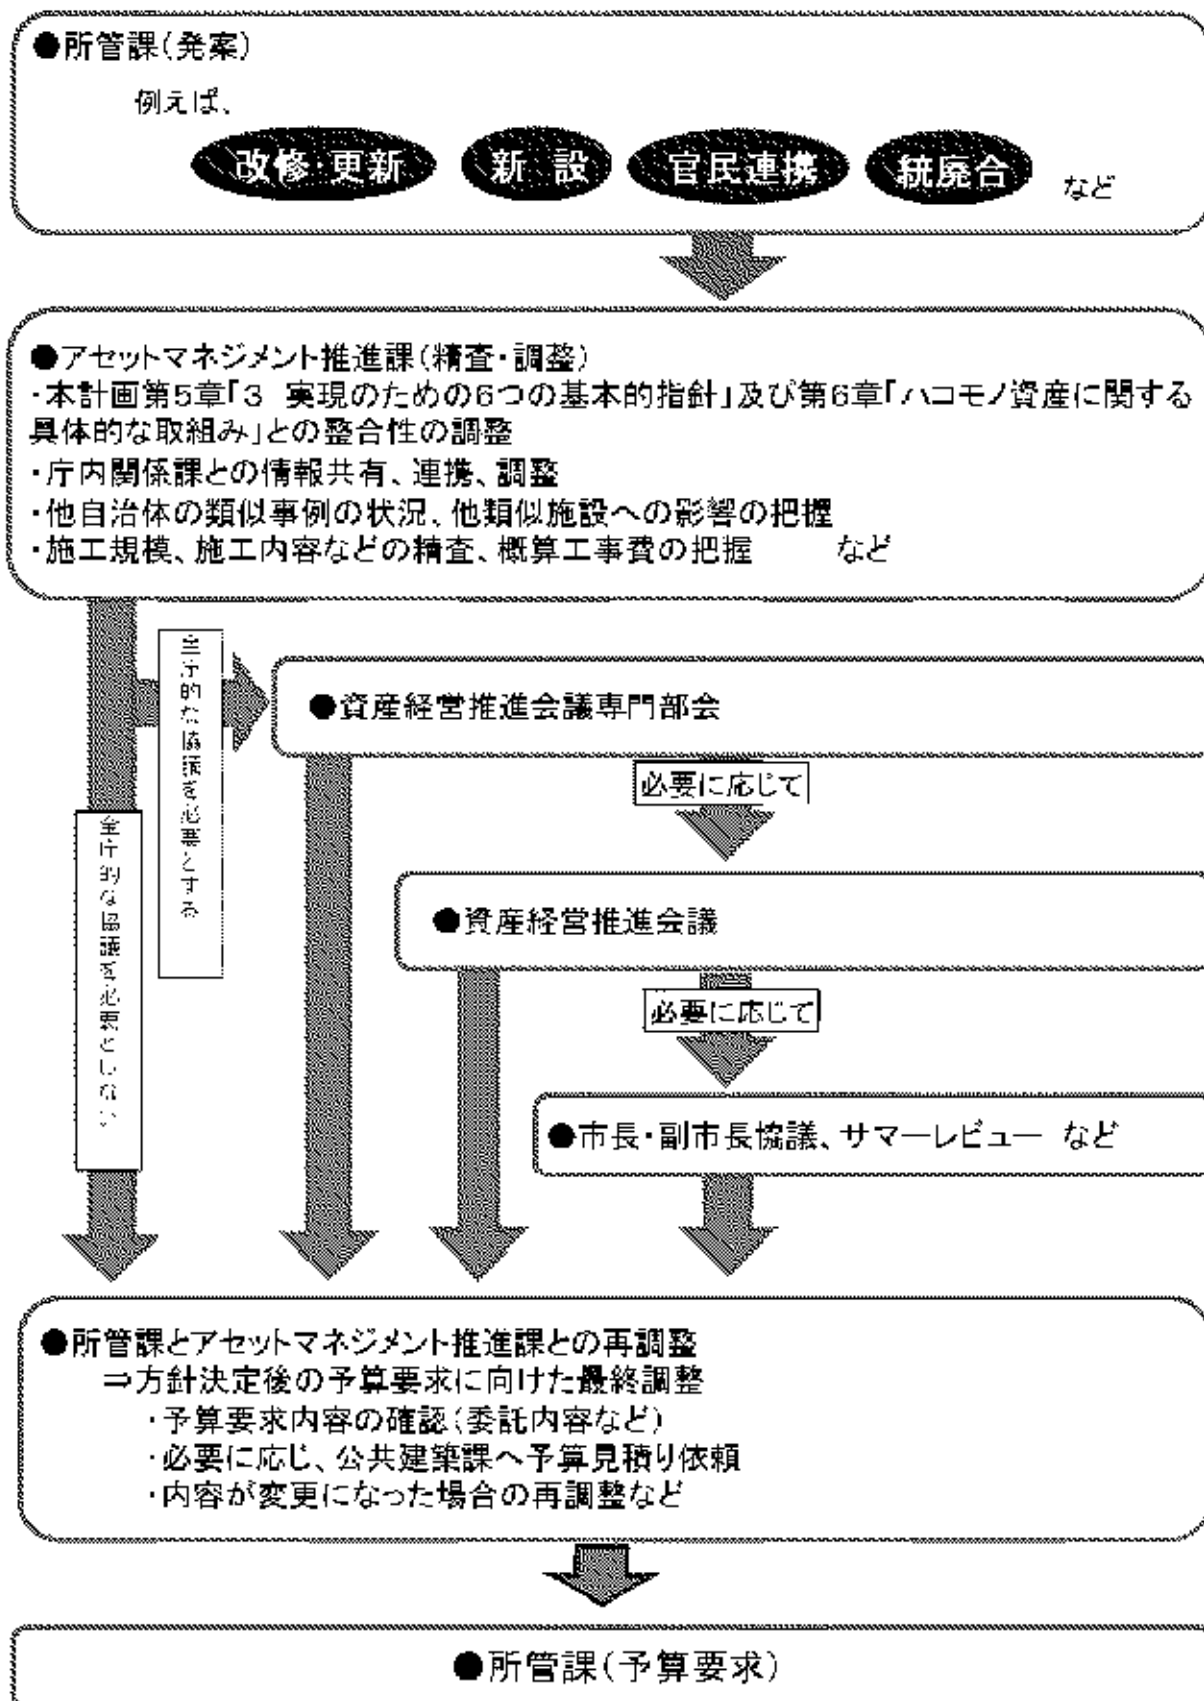 ●所管課(発案)
例えば、
改修・更新 新 設 官民連携 統廃合 など
●アセットマネジメント推進課(精査・調整)
・本計画第5章「3 実現のための6つの基本的指針」及び第6章「ハコモノ資産に関する
具体的な取組み」との整合性の調整
・庁内関係課との情報共有、連携、調整
・他自治体の類似事例の状況、他類似施設への影響の把握
・施工規模、施工内容などの精査、概算工事費の把握 など
全庁的な協議を必要とする
●資産経営推進会議専門部会
必要に応じて
全庁的な協議を必要としない
●資産経営推進会議
必要に応じて
●市長・副市長協議、サマーレビュー など
●所管課とアセットマネジメント推進課との再調整
⇒方針決定後の予算要求に向けた最終調整
・予算要求内容の確認(委託内容など)
・必要に応じ、公共建築課へ予算見積り依頼
・内容が変更になった場合の再調整など
●所管課(予算要求)